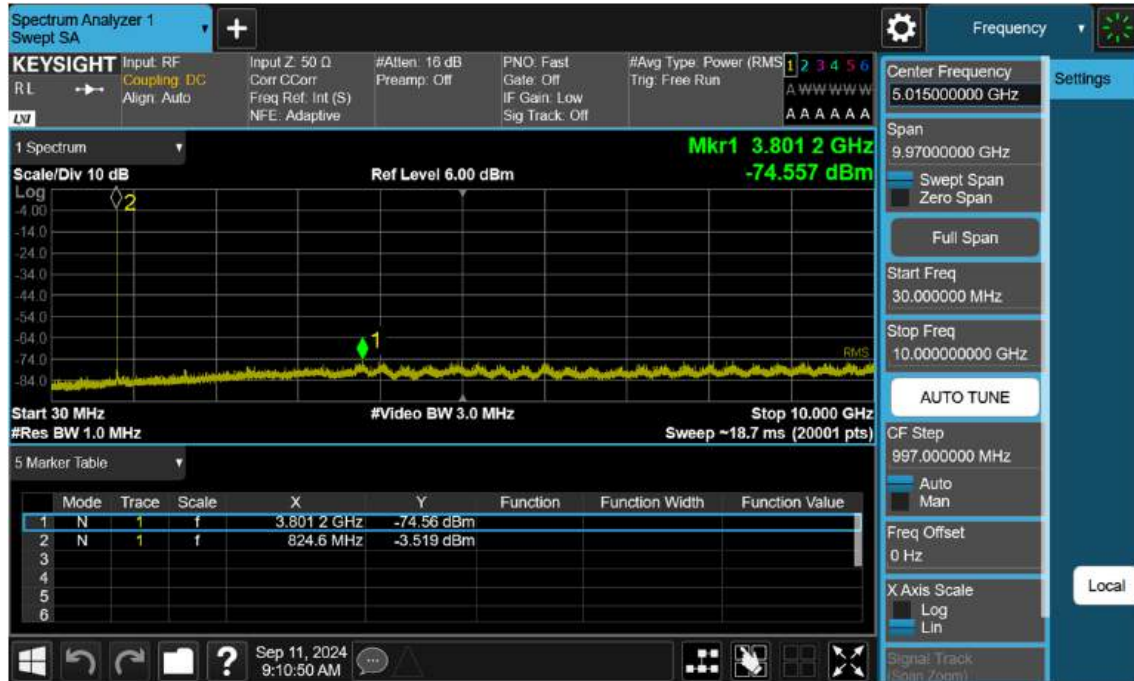 Spectrum Analyzer 1
Swept SA
Frequency
KEYSIGHT
RL
LXI
Input: RF
Coupling: DC
Align: Auto
Input Z: 50 Ω
Corr CCorr
Freq Ref: Int (S)
NFE: Adaptive
#Atten: 16 dB
Preamp: Off
PNO: Fast
Gate: Off
IF Gain: Low
Sig Track: Off
#Avg Type: Power (RMS
Trig: Free Run
1 2 3 4 5 6
A W W W W W
A A A A A A
1 Spectrum
Scale/Div 10 dB
Ref Level 6.00 dBm
Mkr1 3.801 2 GHz
-74.557 dBm
Log
-4.00
-14.0
-24.0
-34.0
-44.0
-54.0
-64.0
-74.0
-84.0
2
1
RMS
Start 30 MHz
#Video BW 3.0 MHz
Stop 10.000 GHz
#Res BW 1.0 MHz
Sweep ~18.7 ms (20001 pts)
5 Marker Table
Mode Trace Scale X Y Function Function Width Function Value
1 N 1 f 3.801 2 GHz -74.56 dBm
2 N 1 f 824.6 MHz -3.519 dBm
3
4
5
6
?
Sep 11, 2024
9:10:50 AM
Center Frequency
5.015000000 GHz
Span
9.97000000 GHz
Swept Span
Zero Span
Full Span
Start Freq
30.000000 MHz
Stop Freq
10.000000000 GHz
AUTO TUNE
CF Step
997.000000 MHz
Auto
Man
Freq Offset
0 Hz
X Axis Scale
Log
Lin
Signal Track
(Span Zoom)
Settings
Local